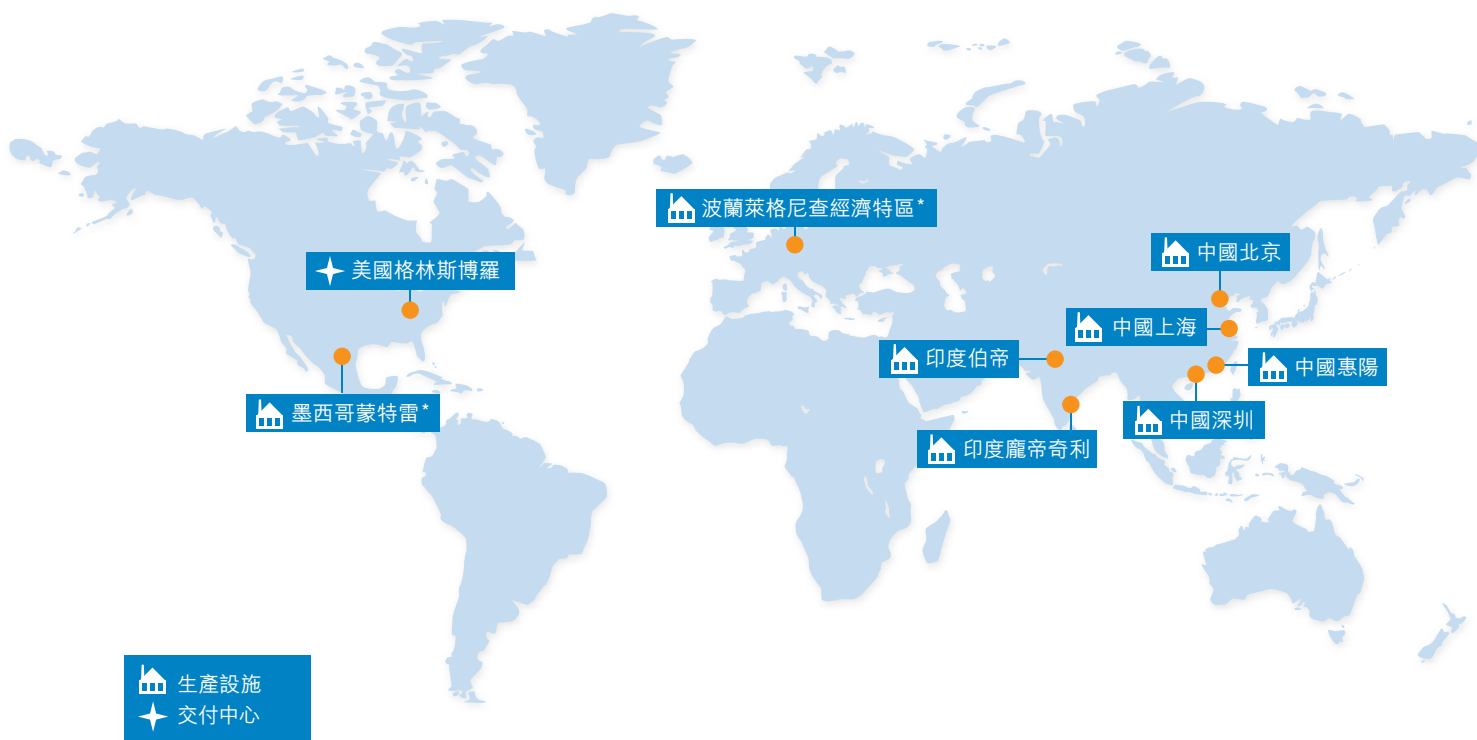 波蘭萊格尼查經濟特區*
中國北京
美國格林斯博羅
中國上海
印度伯帝
中國惠陽
墨西哥蒙特雷*
中國深圳
印度龐帝奇利
生產設施
交付中心